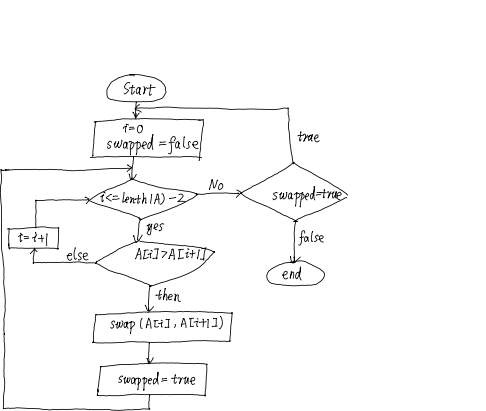 Start
i=0
swapped=false
true
i<=lenth(A)-2
No
swapped=true
yes
i=i+1
else
A[i]>A[i+1]
false
end
then
swap (A[i], A[i+1])
swapped=true